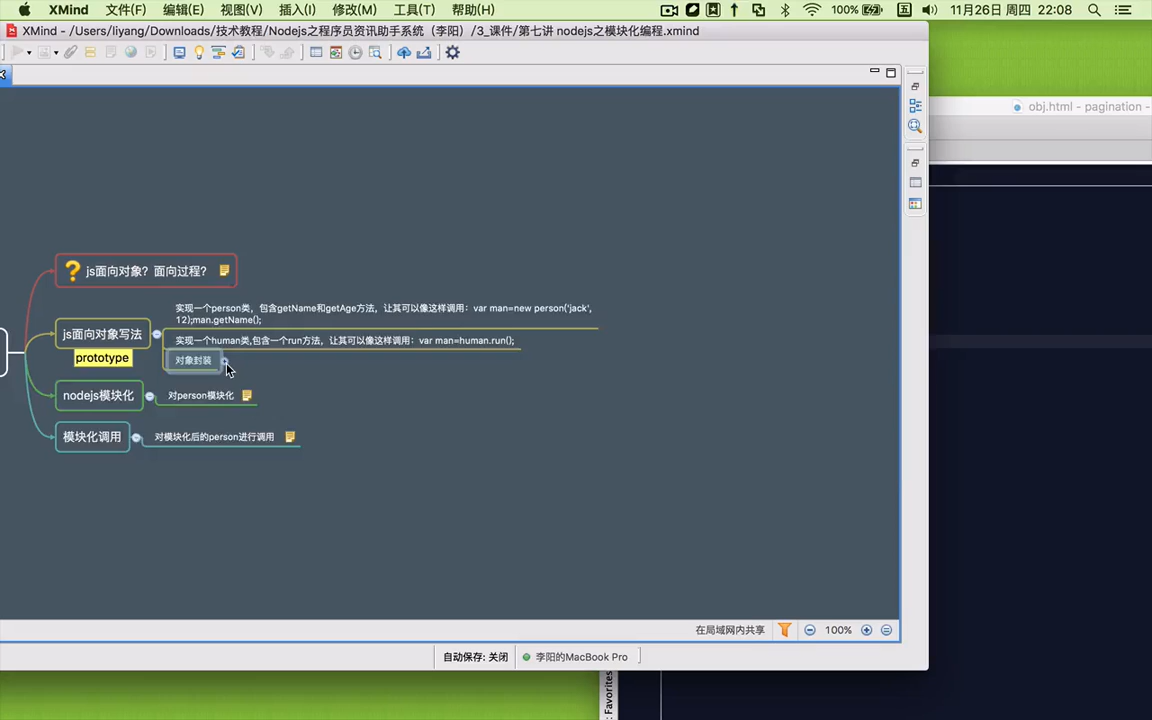 XMind 文件(F) 编辑(E) 视图(V) 插入(I) 修改(M) 工具(T) 帮助(H) 100% 五 11月26日 周四 22:08
XMind - /Users/liyang/Downloads/技术教程/Nodejs之程序员资讯助手系统（李阳）/3_课件/第七讲 nodejs之模块化编程.xmind
obj.html - pagination -
js面向对象？面向过程？
实现一个person类，包含getName和getAge方法，让其可以像这样调用：var man=new person('jack',
12);man.getName();
js面向对象写法
实现一个human类,包含一个run方法，让其可以像这样调用：var man=human.run();
prototype
对象封装
nodejs模块化
对person模块化
模块化调用
对模块化后的person进行调用
在局域网内共享
100%
自动保存: 关闭
李阳的MacBook Pro
: Favorites